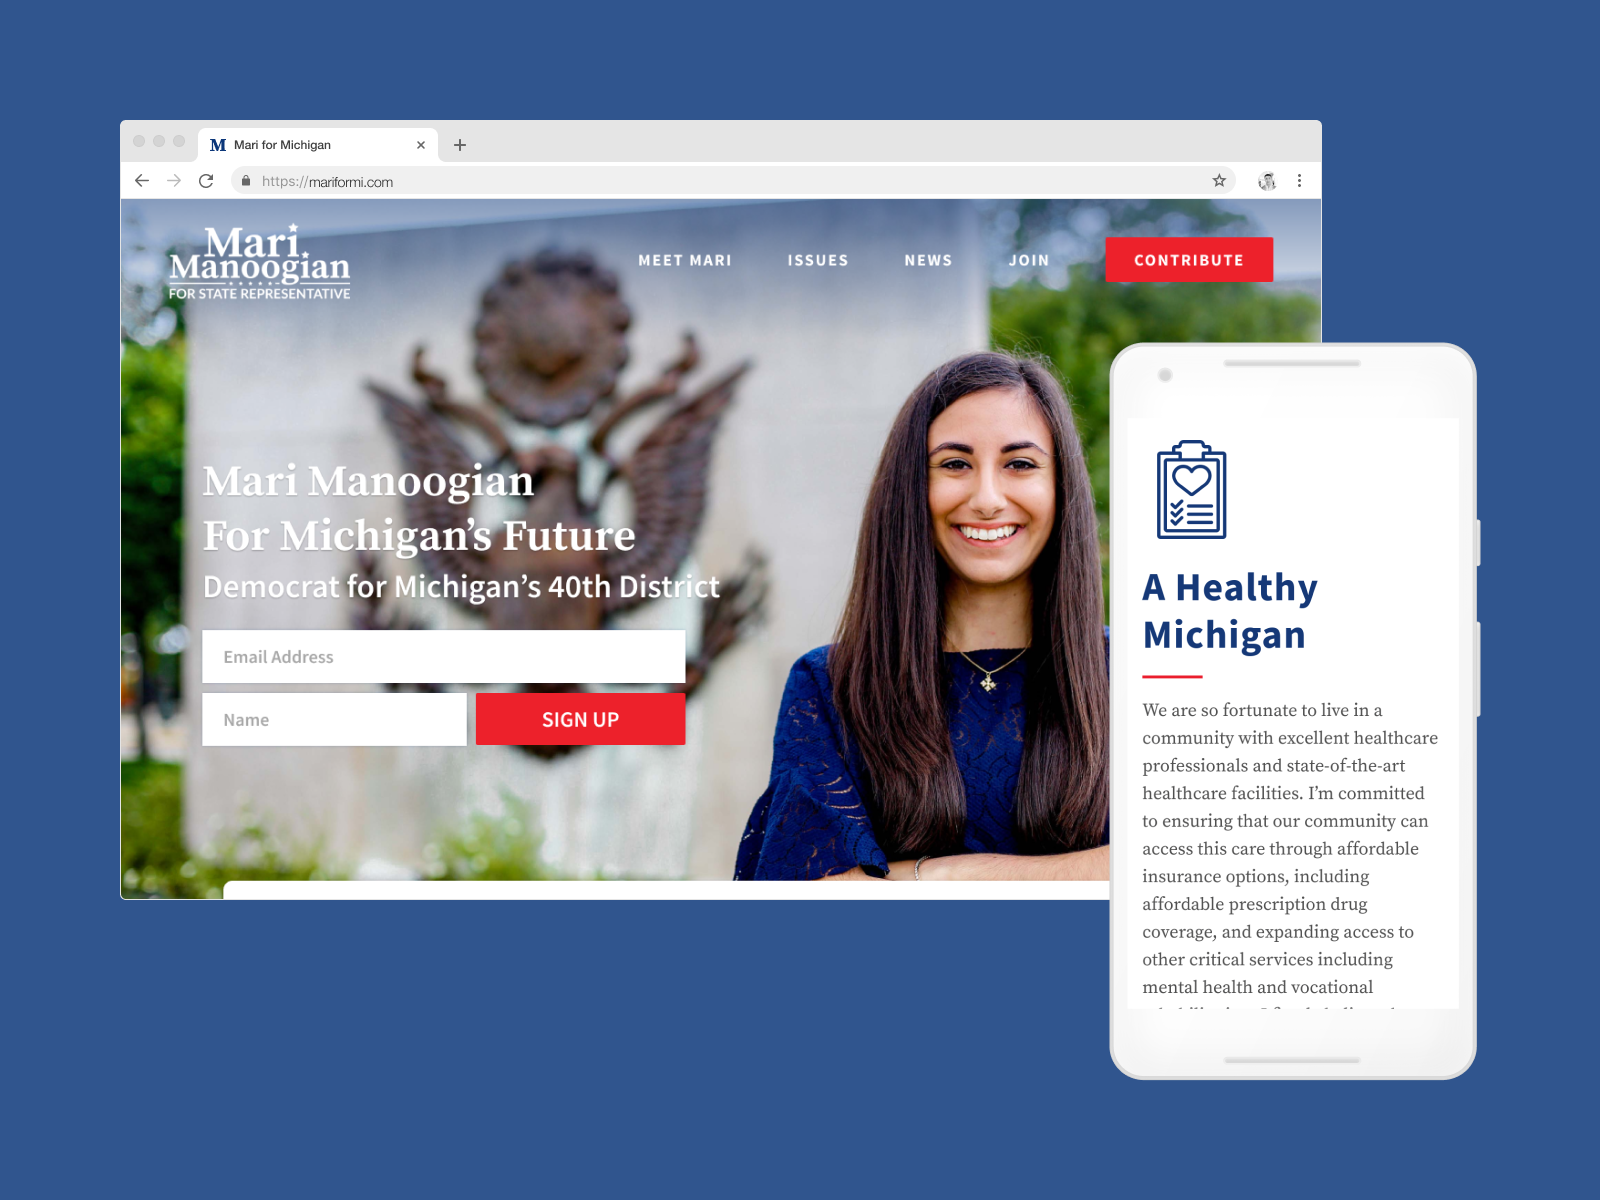 M Mari for Michigan
https://mariformi.com
Mari
Manoogian
FOR STATE REPRESENTATIVE
MEET MARI ISSUES NEWS JOIN CONTRIBUTE
Mari Manoogian
For Michigan’s Future
Democrat for Michigan’s 40th District
Email Address
Name
SIGN UP
A Healthy
Michigan
We are so fortunate to live in a
community with excellent healthcare
professionals and state-of-the-art
healthcare facilities. I’m committed
to ensuring that our community can
access this care through affordable
insurance options, including
affordable prescription drug
coverage, and expanding access to
other critical services including
mental health and vocational